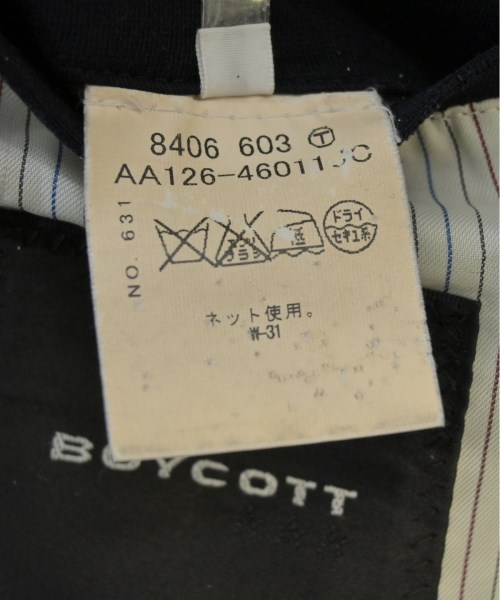 8406 603 Ⓣ
AA126-46011
NO. 631
低
ドライ
セキユ系
ネット使用。
W-31
BOYCOTT